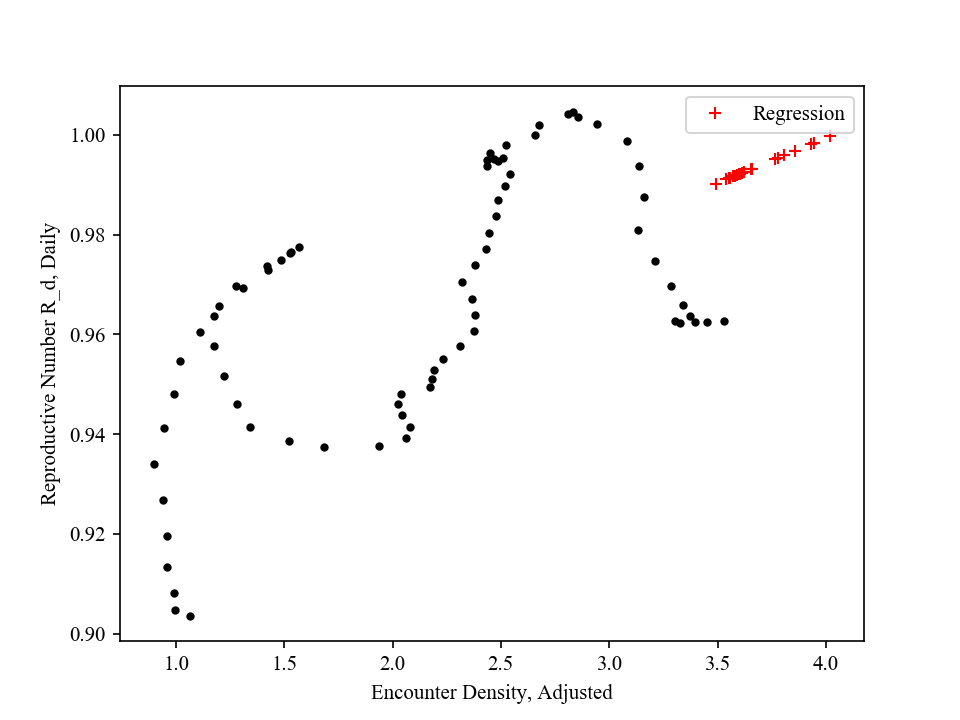 Regression
1.00
0.98
0.96
0.94
0.92
0.90
Reproductive Number R_d, Daily
1.0 1.5 2.0 2.5 3.0 3.5 4.0
Encounter Density, Adjusted